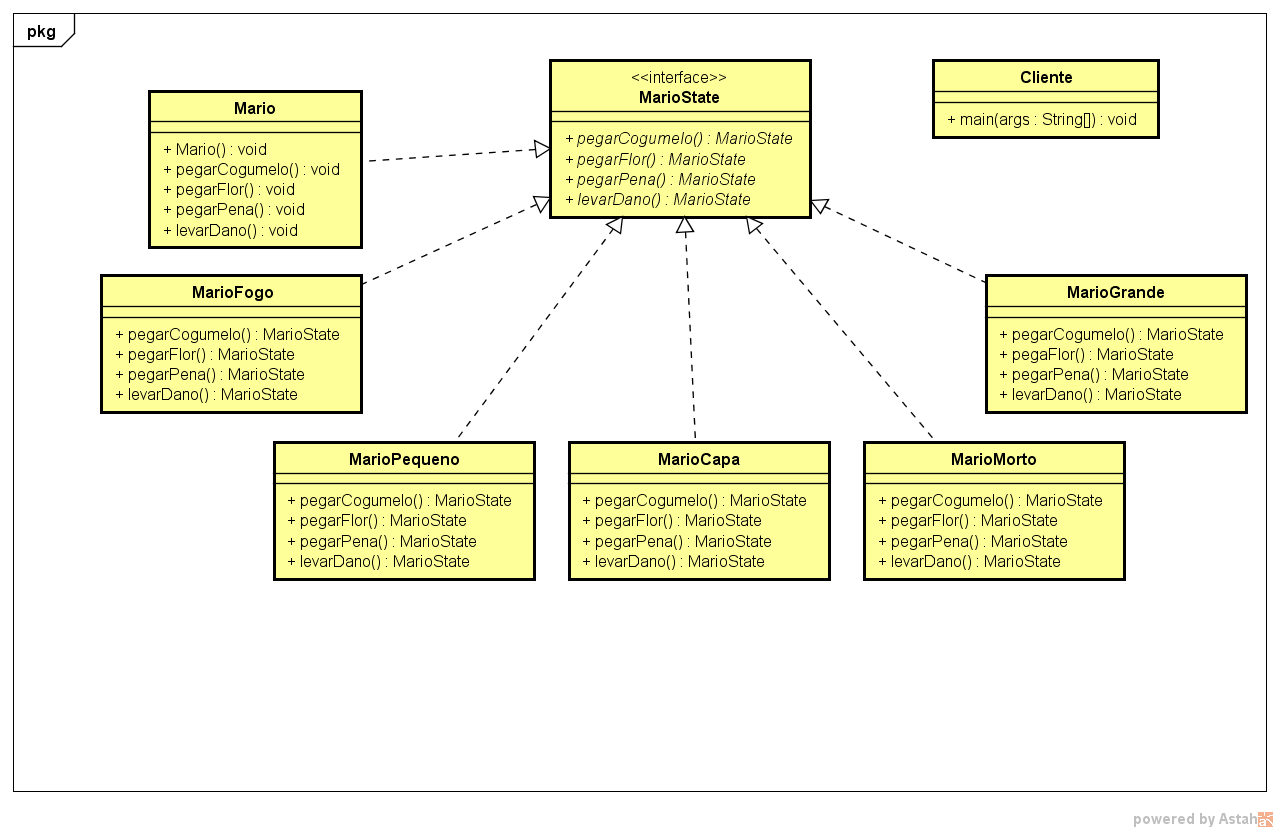 pkg
Mario
+ Mario() : void
+ pegarCogumelo() : void
+ pegarFlor() : void
+ pegarPena() : void
+ levarDano() : void
<<interface>>
MarioState
+ pegarCogumelo() : MarioState
+ pegarFlor() : MarioState
+ pegarPena() : MarioState
+ levarDano() : MarioState
Cliente
+ main(args : String[]) : void
MarioFogo
+ pegarCogumelo() : MarioState
+ pegarFlor() : MarioState
+ pegarPena() : MarioState
+ levarDano() : MarioState
MarioGrande
+ pegarCogumelo() : MarioState
+ pegaFlor() : MarioState
+ pegarPena() : MarioState
+ levarDano() : MarioState
MarioPequeno
+ pegarCogumelo() : MarioState
+ pegarFlor() : MarioState
+ pegarPena() : MarioState
+ levarDano() : MarioState
MarioCapa
+ pegarCogumelo() : MarioState
+ pegarFlor() : MarioState
+ pegarPena() : MarioState
+ levarDano() : MarioState
MarioMorto
+ pegarCogumelo() : MarioState
+ pegarFlor() : MarioState
+ pegarPena() : MarioState
+ levarDano() : MarioState
powered by Astah